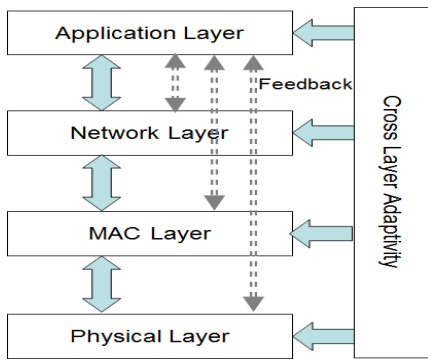 Application Layer
Feedback
Network Layer
MAC Layer
Physical Layer
Cross Layer Adaptivity